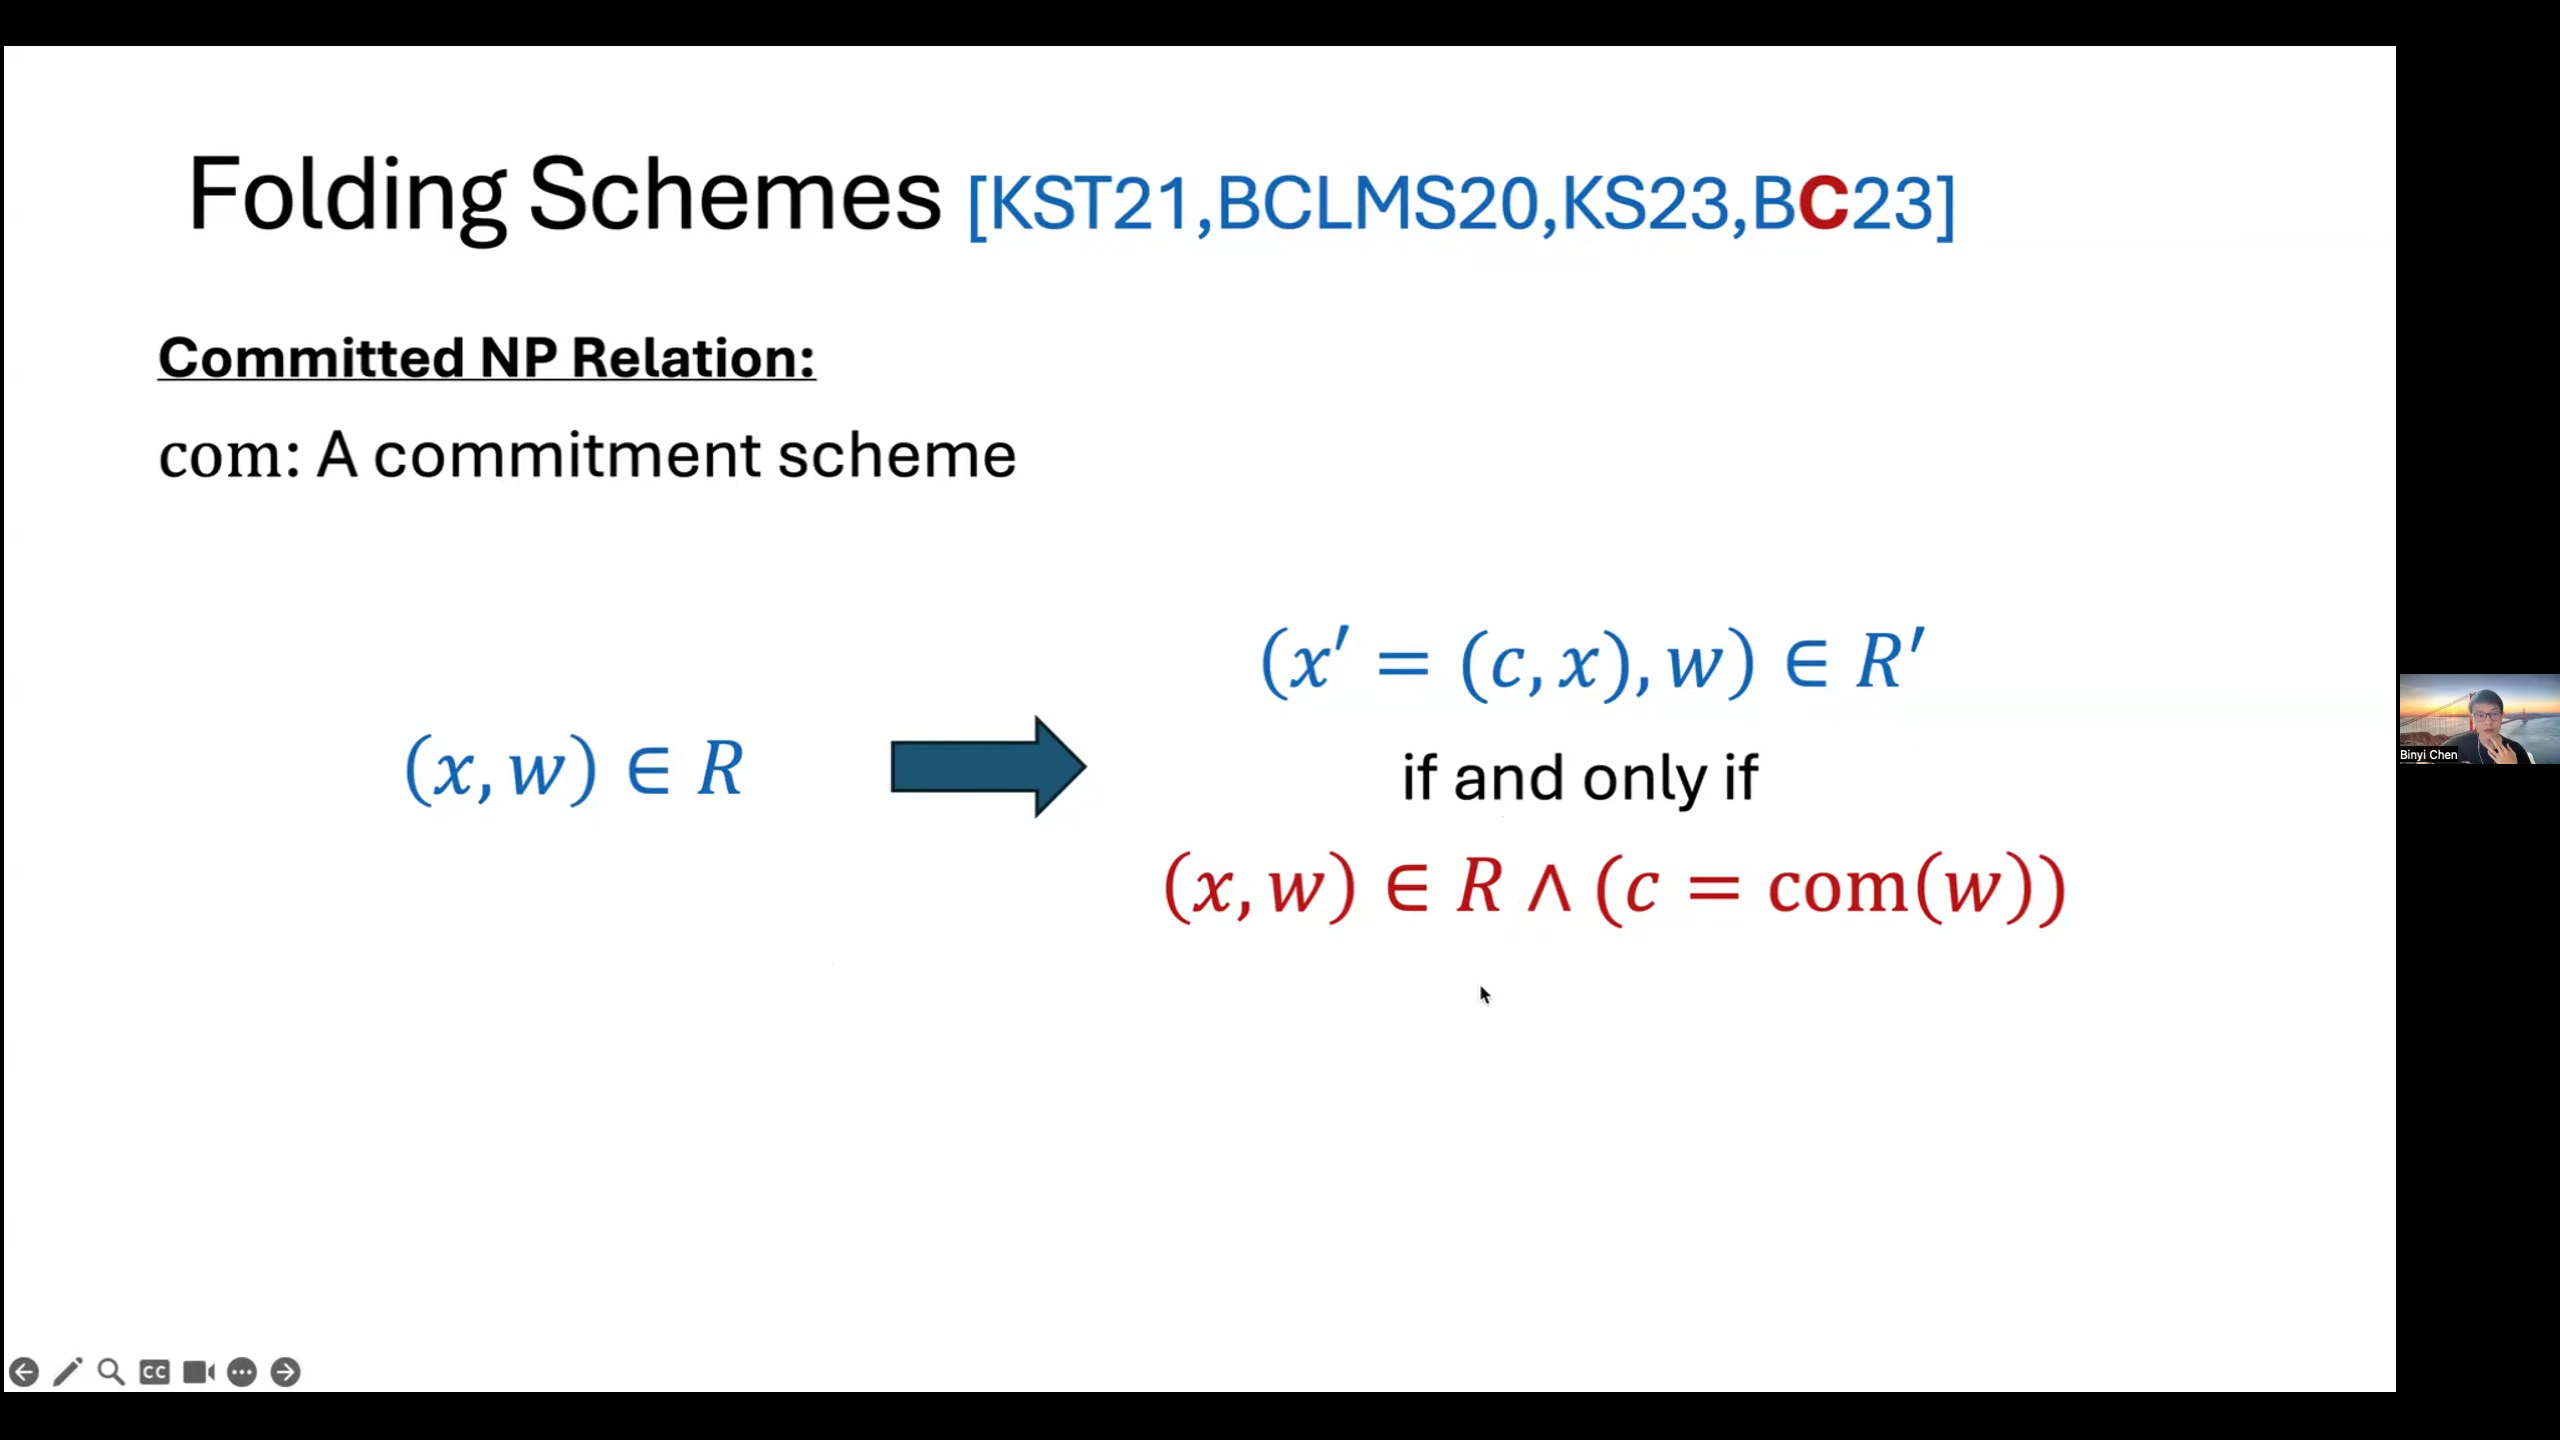 Folding Schemes [KST21,BCLMS20,KS23,BC23]
Committed NP Relation:
com: A commitment scheme
(x, w) ∈ R
(x′ = (c, x), w) ∈ R′
if and only if
(x, w) ∈ R ∧ (c = com(w))
Binyi Chen
CC